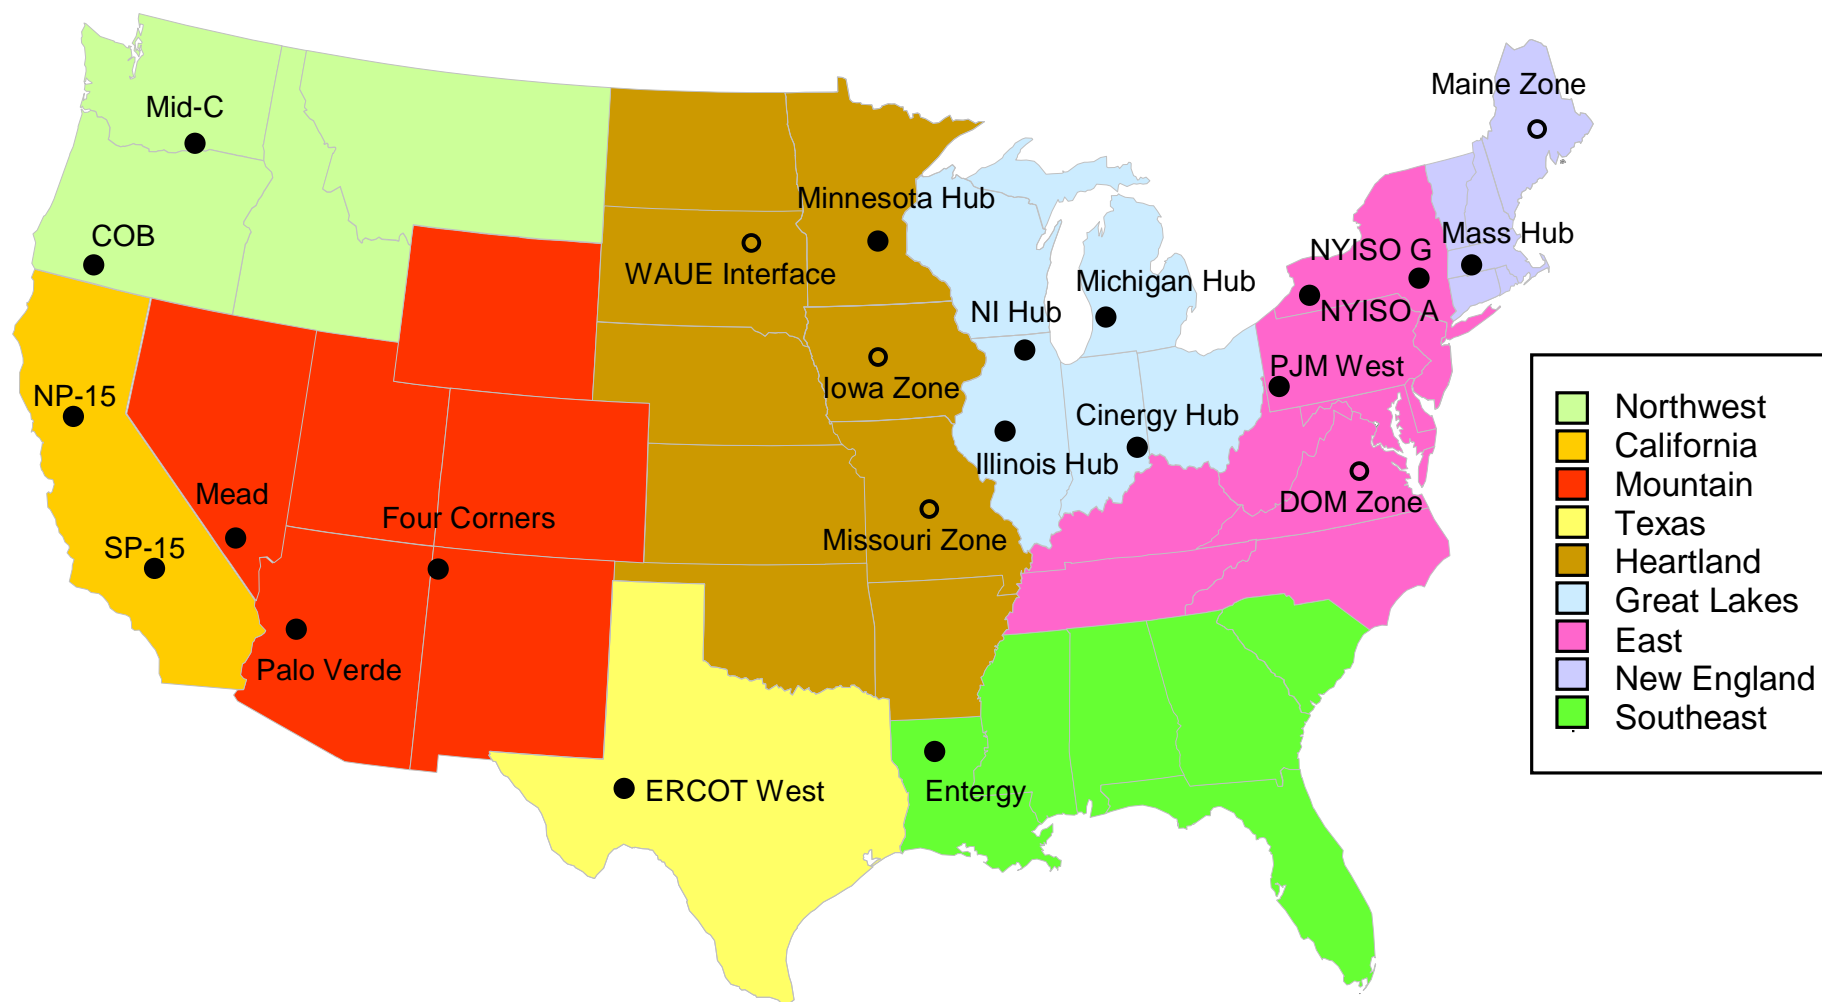 Maine Zone
Mid-C
Minnesota Hub
COB
Mass Hub
NYISO G
WAUE Interface
Michigan Hub
NI Hub
NYISO A
PJM West
Iowa Zone
NP-15
Cinergy Hub
Illinois Hub
Mead
DOM Zone
Four Corners
SP-15
Missouri Zone
Palo Verde
ERCOT West
Entergy
Northwest
California
Mountain
Texas
Heartland
Great Lakes
East
New England
Southeast